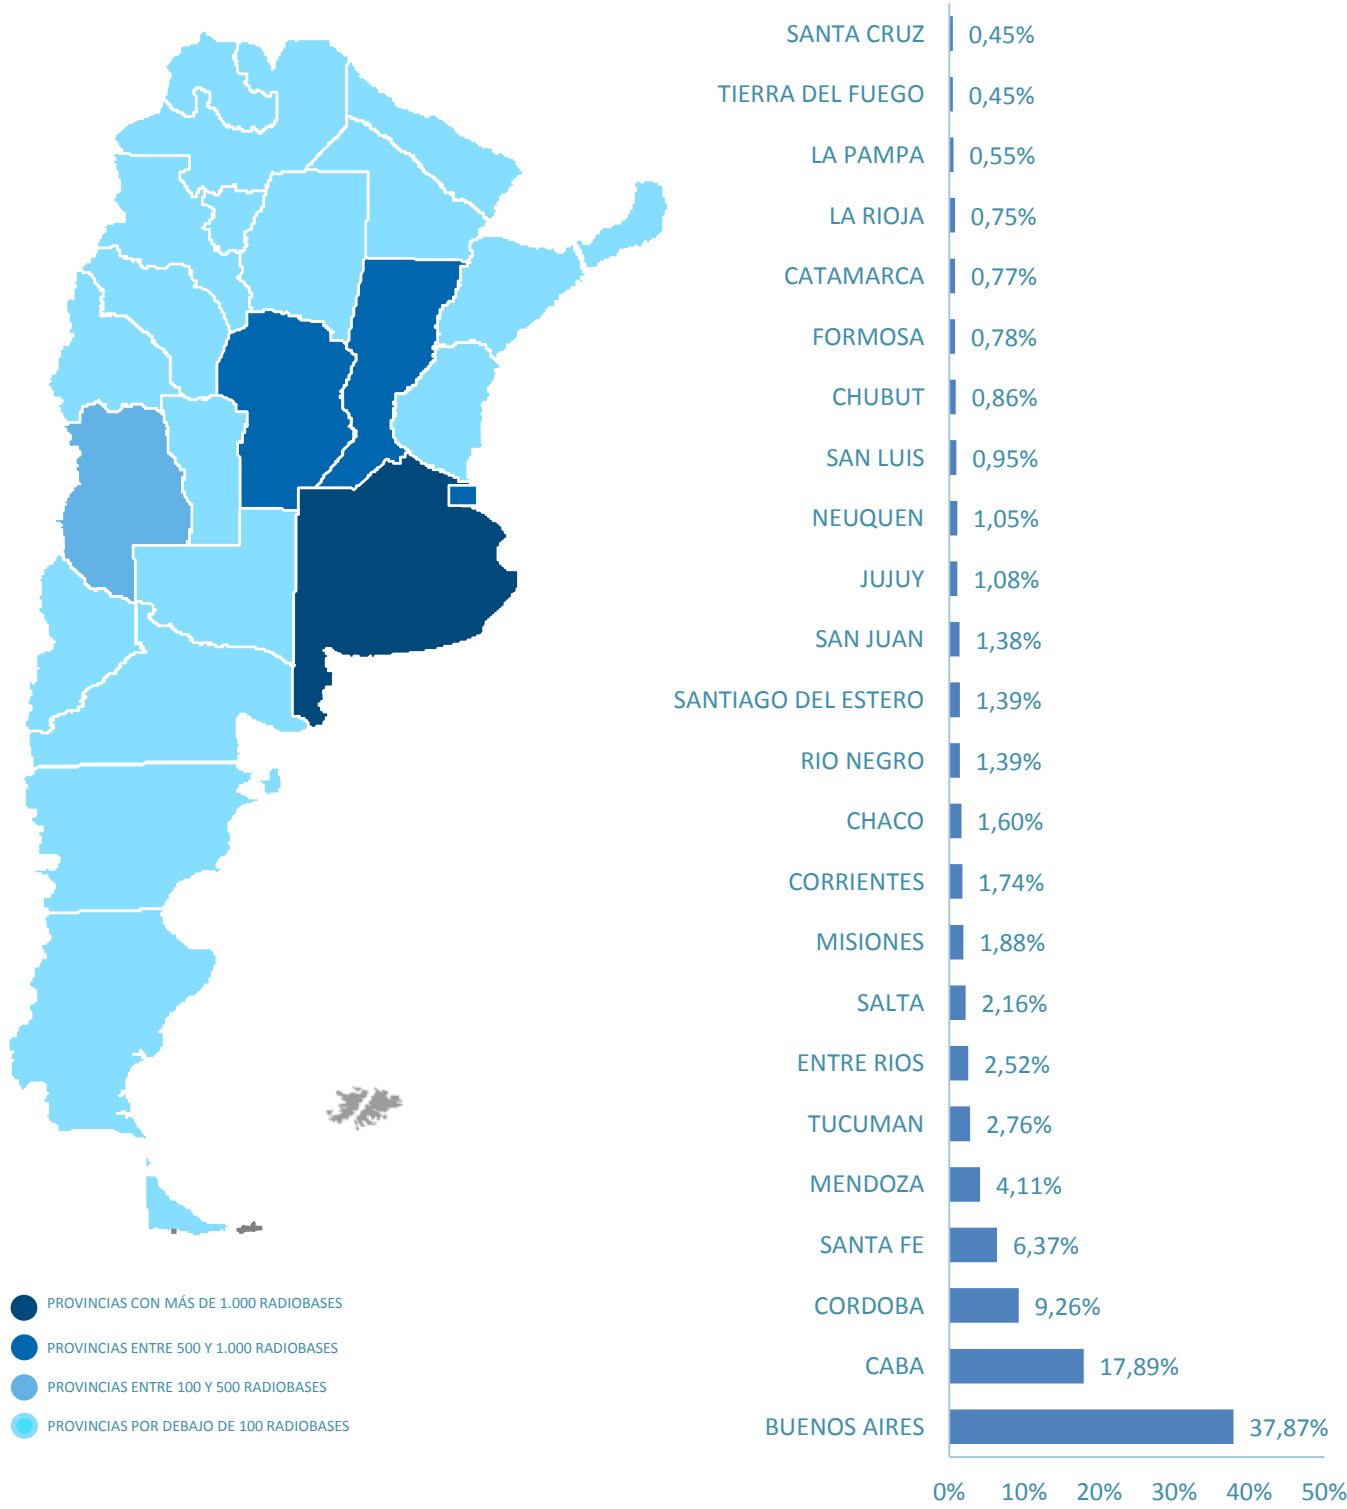 SANTA CRUZ 0,45%
TIERRA DEL FUEGO 0,45%
LA PAMPA 0,55%
LA RIOJA 0,75%
CATAMARCA 0,77%
FORMOSA 0,78%
CHUBUT 0,86%
SAN LUIS 0,95%
NEUQUEN 1,05%
JUJUY 1,08%
SAN JUAN 1,38%
SANTIAGO DEL ESTERO 1,39%
RIO NEGRO 1,39%
CHACO 1,60%
CORRIENTES 1,74%
MISIONES 1,88%
SALTA 2,16%
ENTRE RIOS 2,52%
TUCUMAN 2,76%
MENDOZA 4,11%
SANTA FE 6,37%
CORDOBA 9,26%
CABA 17,89%
BUENOS AIRES 37,87%
0% 10% 20% 30% 40% 50%
PROVINCIAS CON MÁS DE 1.000 RADIOBASES
PROVINCIAS ENTRE 500 Y 1.000 RADIOBASES
PROVINCIAS ENTRE 100 Y 500 RADIOBASES
PROVINCIAS POR DEBAJO DE 100 RADIOBASES